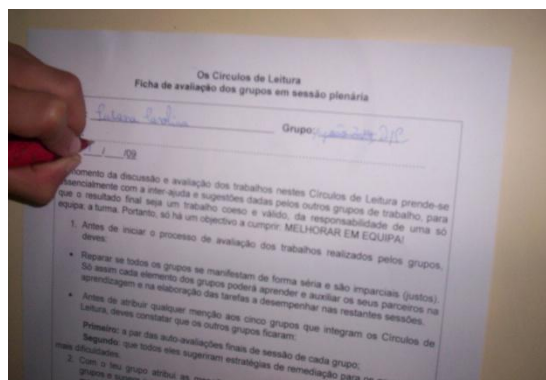 Os Círculos de Leitura
Ficha de avaliação dos grupos em sessão plenária
Carolina Grupo:
/ /09
momento da discussão e avaliação dos trabalhos nestes Círculos de Leitura prende-se
essencialmente com a inter-ajuda e sugestões dadas pelos outros grupos de trabalho, para
que o resultado final seja um trabalho coeso e válido, da responsabilidade de uma só
equipa: a turma. Portanto, só há um objectivo a cumprir: MELHORAR EM EQUIPA!
1. Antes de iniciar o processo de avaliação dos trabalhos realizados pelos grupos,
deves:
• Reparar se todos os grupos se manifestam de forma séria e são imparciais (justos).
Só assim cada elemento dos grupos poderá aprender e auxiliar os seus parceiros na
aprendizagem e na elaboração das tarefas a desempenhar nas restantes sessões.
• Antes de atribuir qualquer menção aos cinco grupos que integram os Círculos de
Leitura, deves constatar que os outros grupos ficaram:
Primeiro: a par das auto-avaliações finais de sessão de cada grupo;
Segundo: que todos eles sugeriram estratégias de remediação para os
mais dificuldades.
2. Com o teu grupo atribui as
grupos e